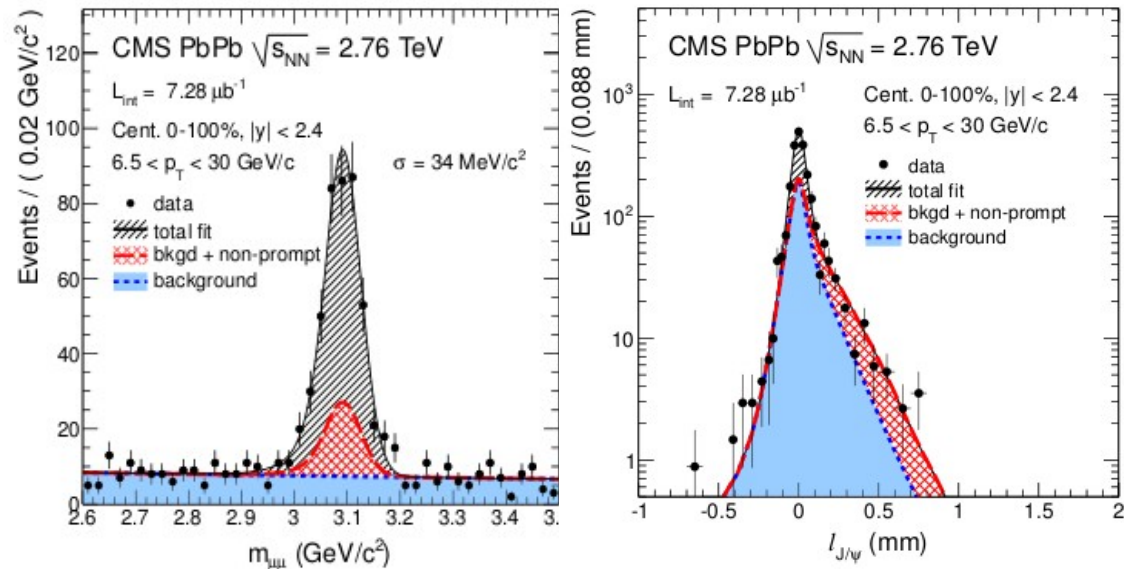 CMS PbPb √sNN = 2.76 TeV
Lint = 7.28 μb-1
Cent. 0-100%, |y| < 2.4
6.5 < pT < 30 GeV/c
σ = 34 MeV/c2
data
total fit
bkgd + non-prompt
background
Events / ( 0.02 GeV/c2 )
120
100
80
60
40
20
0
2.6 2.7 2.8 2.9 3 3.1 3.2 3.3 3.4 3.
mμμ (GeV/c2)
CMS PbPb √sNN = 2.76 TeV
Lint = 7.28 μb-1
Cent. 0-100%, |y| < 2.4
6.5 < pT < 30 GeV/c
data
total fit
bkgd + non-prompt
background
Events / (0.088 mm)
103
102
10
1
-1 -0.5 0 0.5 1 1.5 2
lJ/ψ (mm)